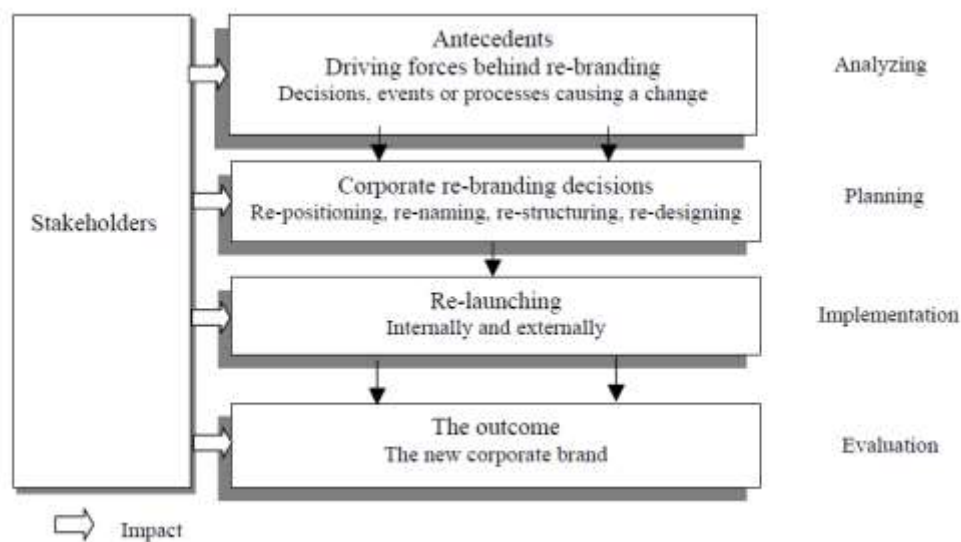 Stakeholders
Antecedents
Driving forces behind re-branding
Decisions, events or processes causing a change
Analyzing
Corporate re-branding decisions
Re-positioning, re-naming, re-structuring, re-designing
Planning
Re-launching
Internally and externally
Implementation
The outcome
The new corporate brand
Evaluation
Impact